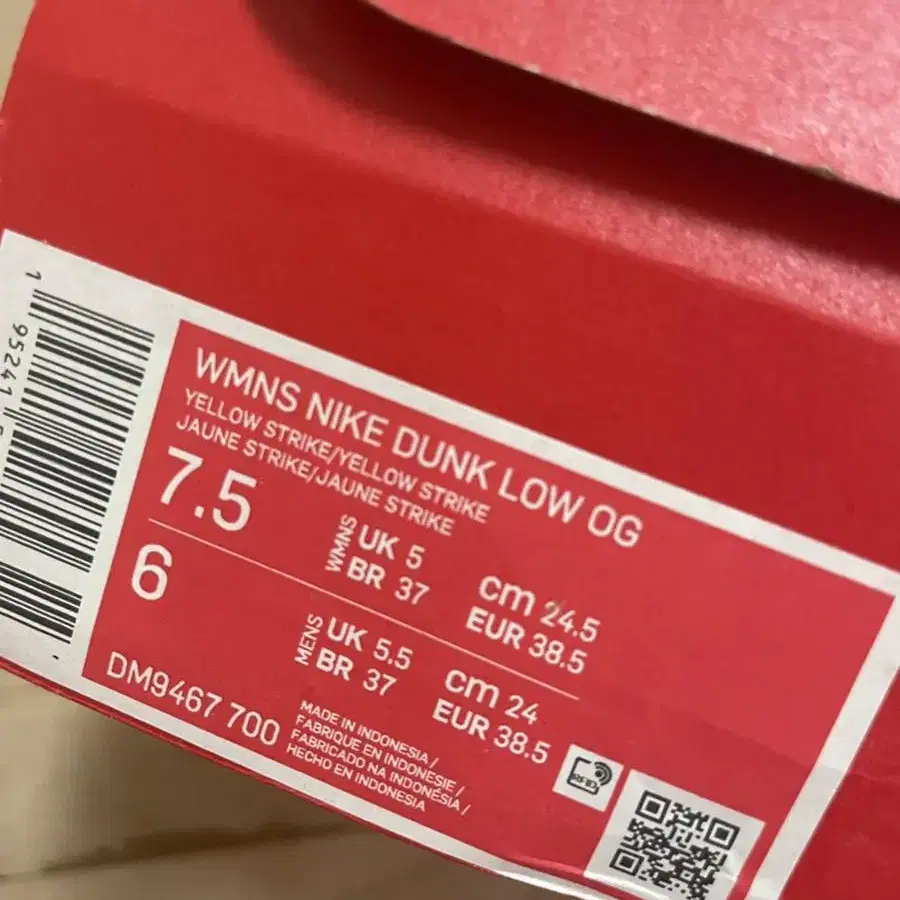 WMNS NIKE DUNK LOW OG
YELLOW STRIKE/YELLOW STRIKE
JAUNE STRIKE/JAUNE STRIKE
7.5
WMNS
UK 5
BR 37
cm 24.5
EUR 38.5
6
MENS
UK 5.5
BR 37
cm 24
EUR 38.5
DM9467 700
MADE IN INDONESIA /
FABRIQUE EN INDONESIE /
FABRICADO NA INDONÉSIA /
HECHO EN INDONESIA
RFID
1 95241